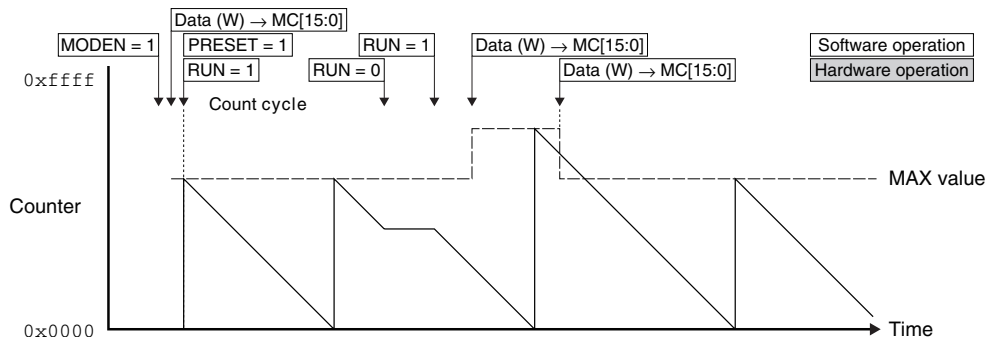 Data (W) → MC[15:0]
MODEN = 1
PRESET = 1
RUN = 1
Data (W) → MC[15:0]
Software operation
RUN = 1
RUN = 0
Data (W) → MC[15:0]
Hardware operation
0xffff
Count cycle
MAX value
Counter
0x0000
Time